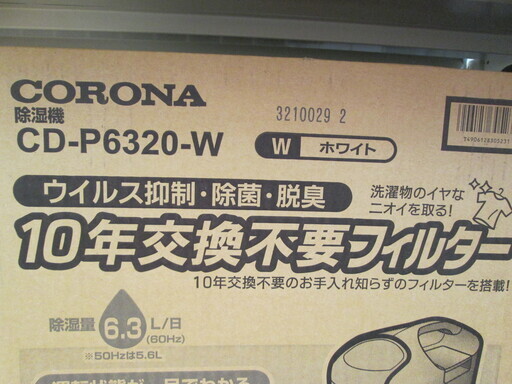 CORONA
除湿機
CD-P6320-W
3210029 2
W ホワイト
ウイルス抑制・除菌・脱臭
洗濯物のイヤな
ニオイを取る!
10年交換不要フィルター
10年交換不要のお手入れ知らずのフィルターを搭載!
除湿量 6.3 L/日
(60Hz)
※50Hzは5.6L